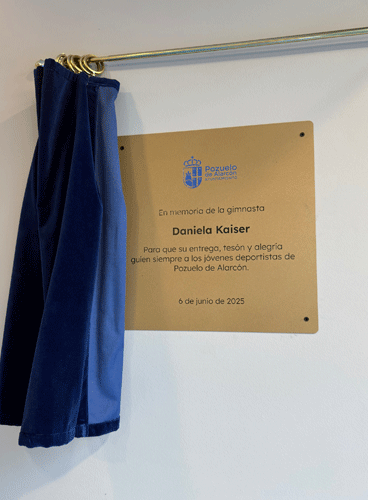 Pozuelo
de Alarcón
En memoria de la gimnasta
Daniela Kaiser
Para que su entrega, tesón y alegría
guíen siempre a los jóvenes deportistas de
Pozuelo de Alarcón.
6 de junio de 2025